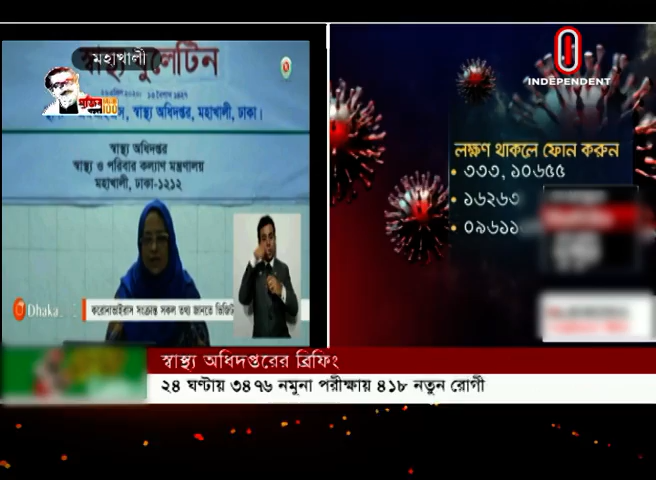 মহাখালী
স্বাস্থ্য বুলেটিন
স্বাস্থ্য অধিদপ্তর, মহাখালী, ঢাকা।
স্বাস্থ্য অধিদপ্তর
স্বাস্থ্য ও পরিবার কল্যাণ মন্ত্রণালয়
মহাখালী, ঢাকা-১২১২
Dhaka
করোনাভাইরাস সংক্রান্ত সকল তথ্য জানতে ভিজিট
INDEPENDENT
লক্ষণ থাকলে ফোন করুন
৩৩৩, ১০৬৫৫
১৬২৬৩
০৯৬১১
স্বাস্থ্য অধিদপ্তরের ব্রিফিং
২৪ ঘণ্টায় ৩৪৭৬ নমুনা পরীক্ষায় ৪১৮ নতুন রোগী